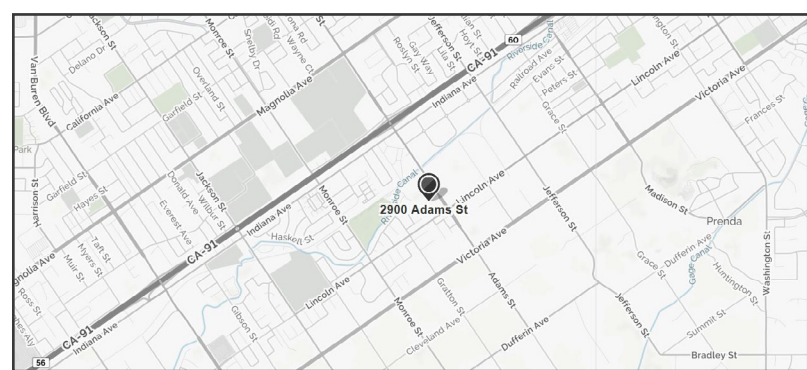 Jackson St
Monroe St
Shelby Dr
Wayne Ct
Delano Dr
Overland St
Van Buren Blvd
California Ave
Garfield St
Magnolia Ave
Roslyn St
Gay Way
Lila St
Jefferson St
Hoyt St
CA-91
60
Riverside Canal
Indiana Ave
Railroad Ave
Evans St
Peters St
Grace St
Lincoln Ave
Victoria Ave
Frances St
Park
Harrison St
Garfield St
Hayes St
Donald Ave
Jackson St
Wilbur St
Everest Ave
Indiana Ave
Monroe St
2900 Adams St
Lincoln Ave
Jefferson St
Madison St
Prenda
Taft St
Myers St
Muir St
Ross St
CA-91
Haskell St
Victoria Ave
Grace St
Dufferin Ave
Gage Canal
Huntington St
Washington St
Lincoln Ave
Gibson St
Monroe St
Grafton St
Adams St
Cleveland Ave
Dufferin Ave
Jefferson St
Summit St
Bradley St
CA-91
Indiana Ave
56